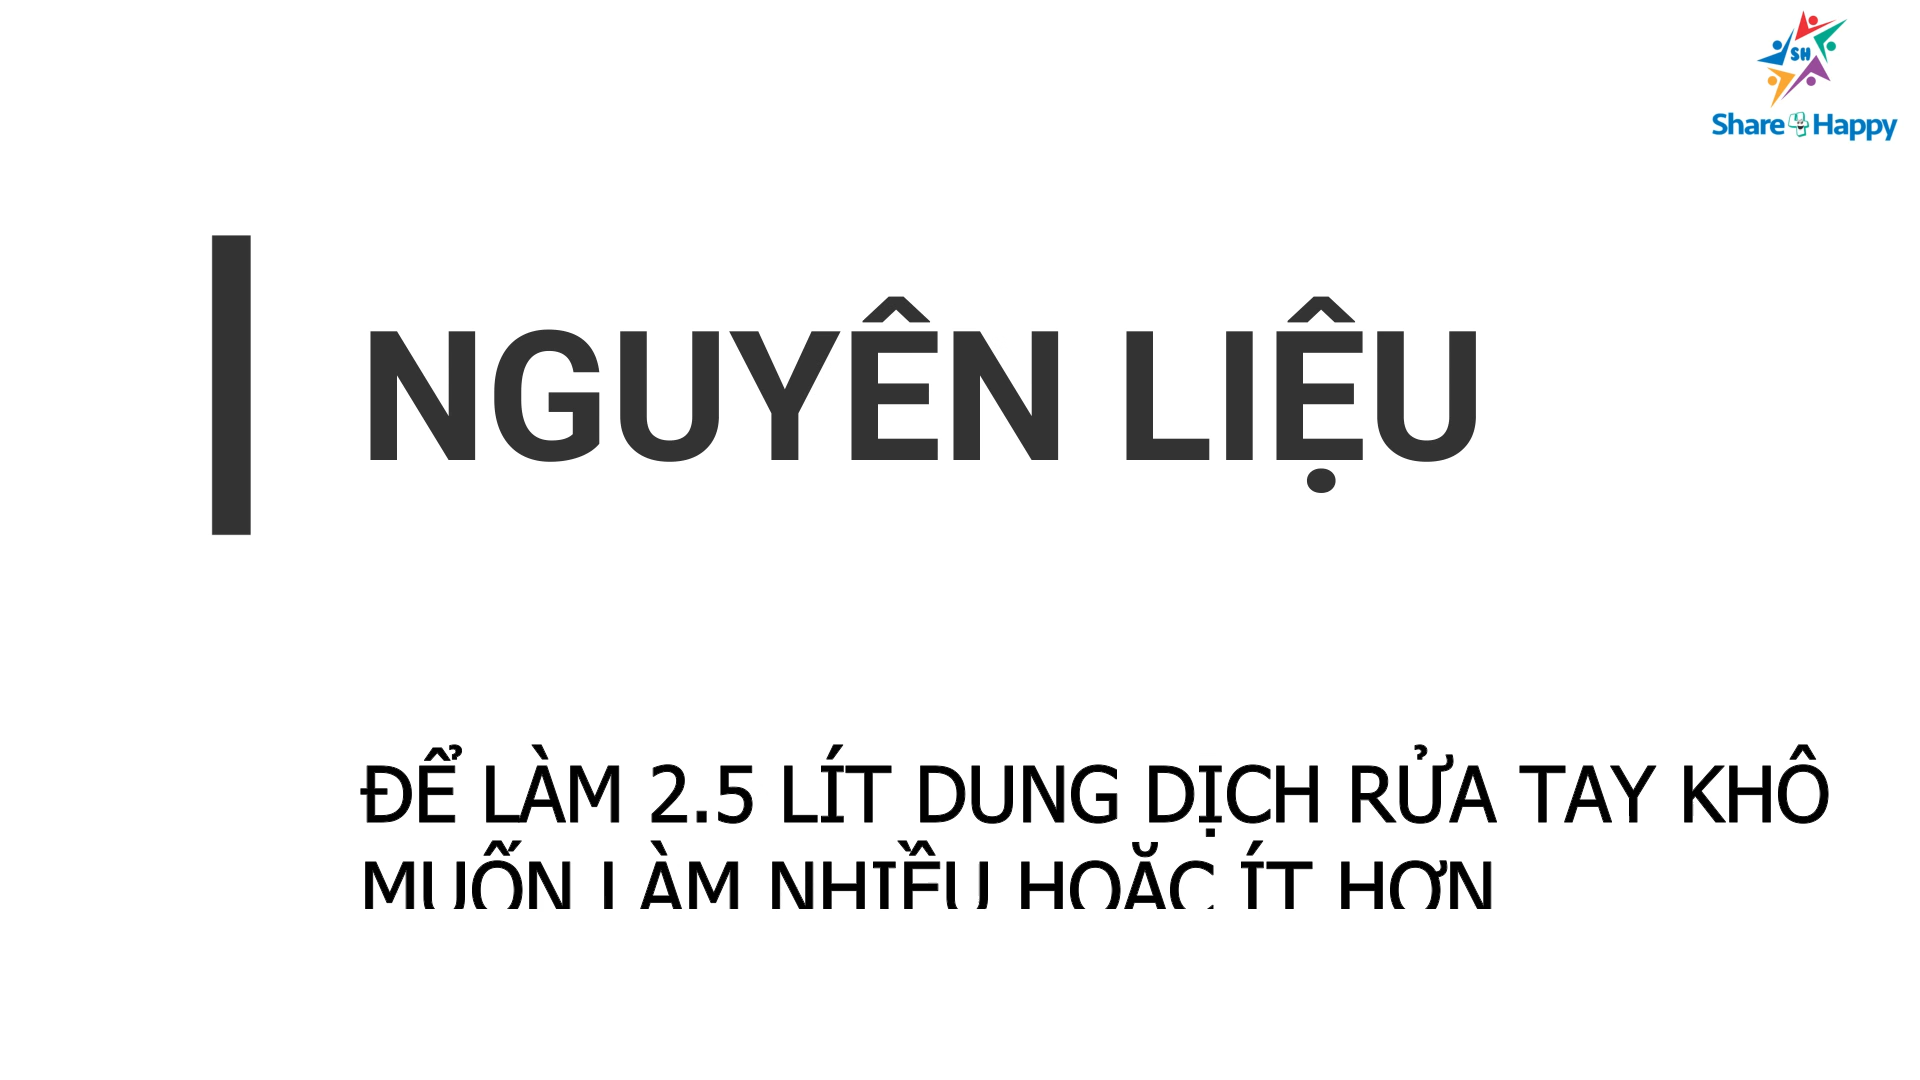 SH
Share Happy
NGUYÊN LIỆU
ĐỂ LÀM 2.5 LÍT DUNG DỊCH RỬA TAY KHÔ
MUỐN LÀM NHIỀU HOẶC ÍT HƠN